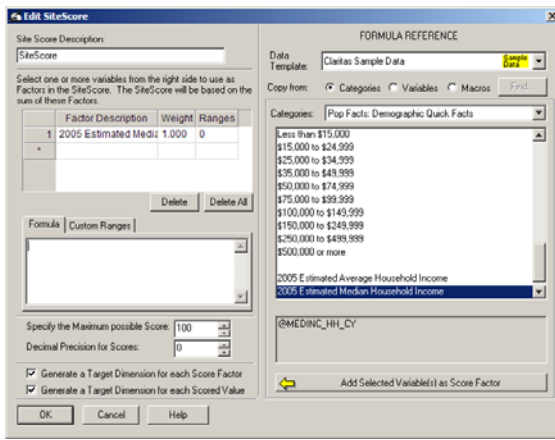 Edit SiteScore
Site Score Description:
SiteScore
Select one or more variables from the right side to use as
Factors in the SiteScore. The SiteScore will be based on the
sum of these Factors.
Factor Description Weight Ranges
1 2005 Estimated Media 1.000 0
*
Delete Delete All
Formula Custom Ranges
Specify the Maximum possible Score: 100
Decimal Precision for Scores: 0
Generate a Target Dimension for each Score Factor
Generate a Target Dimension for each Scored Value
OK Cancel Help
FORMULA REFERENCE
Data
Template: Claritas Sample Data Sample
Data
Copy from: Categories Variables Macros Find...
Categories: Pop Facts: Demographic Quick Facts
Less than $15,000
$15,000 to $24,999
$25,000 to $34,999
$35,000 to $49,999
$50,000 to $74,999
$75,000 to $99,999
$100,000 to $149,999
$150,000 to $249,999
$250,000 to $499,999
$500,000 or more
2005 Estimated Average Household Income
2005 Estimated Median Household Income
@MEDINC_HH_CY
Add Selected Variable(s) as Score Factor